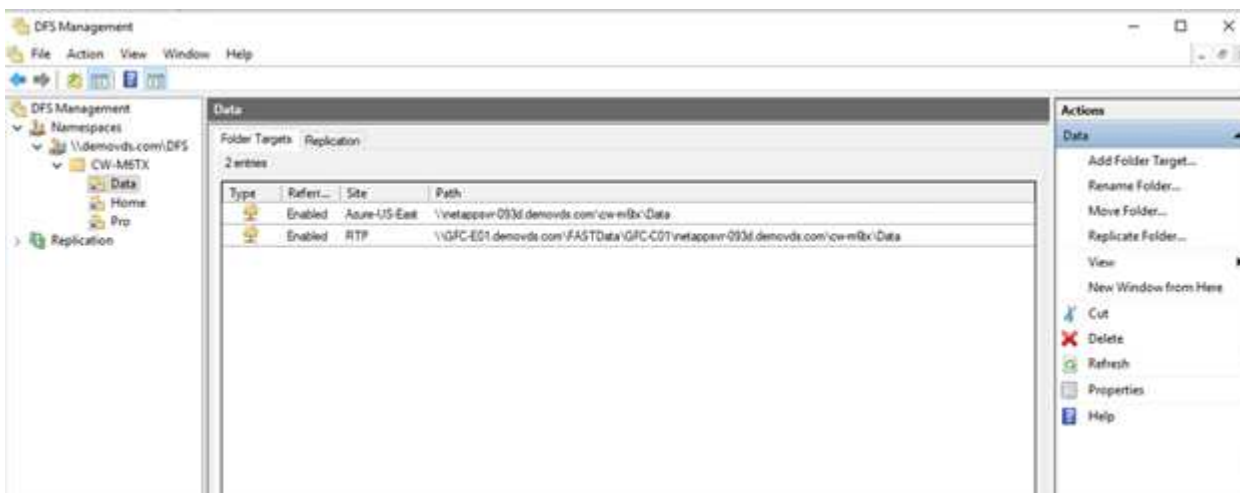 DFS Management
File Action View Window Help
DFS Management
Namespaces
\\demovds.com\DFS
CW-M6TX
Data
Home
Pro
Replication
Data
Folder Targets Replication
2 entries
Type Referr... Site Path
Enabled Azure-US-East \\netappsvr-093d.demovds.com\cw-m6tx\Data
Enabled RTP \\GFC-E01.demovds.com\FASTData\GFC-C01\netappsvr-093d.demovds.com\cw-m6tx\Data
Actions
Data
Add Folder Target...
Rename Folder...
Move Folder...
Replicate Folder...
View
New Window from Here
Cut
Delete
Refresh
Properties
Help